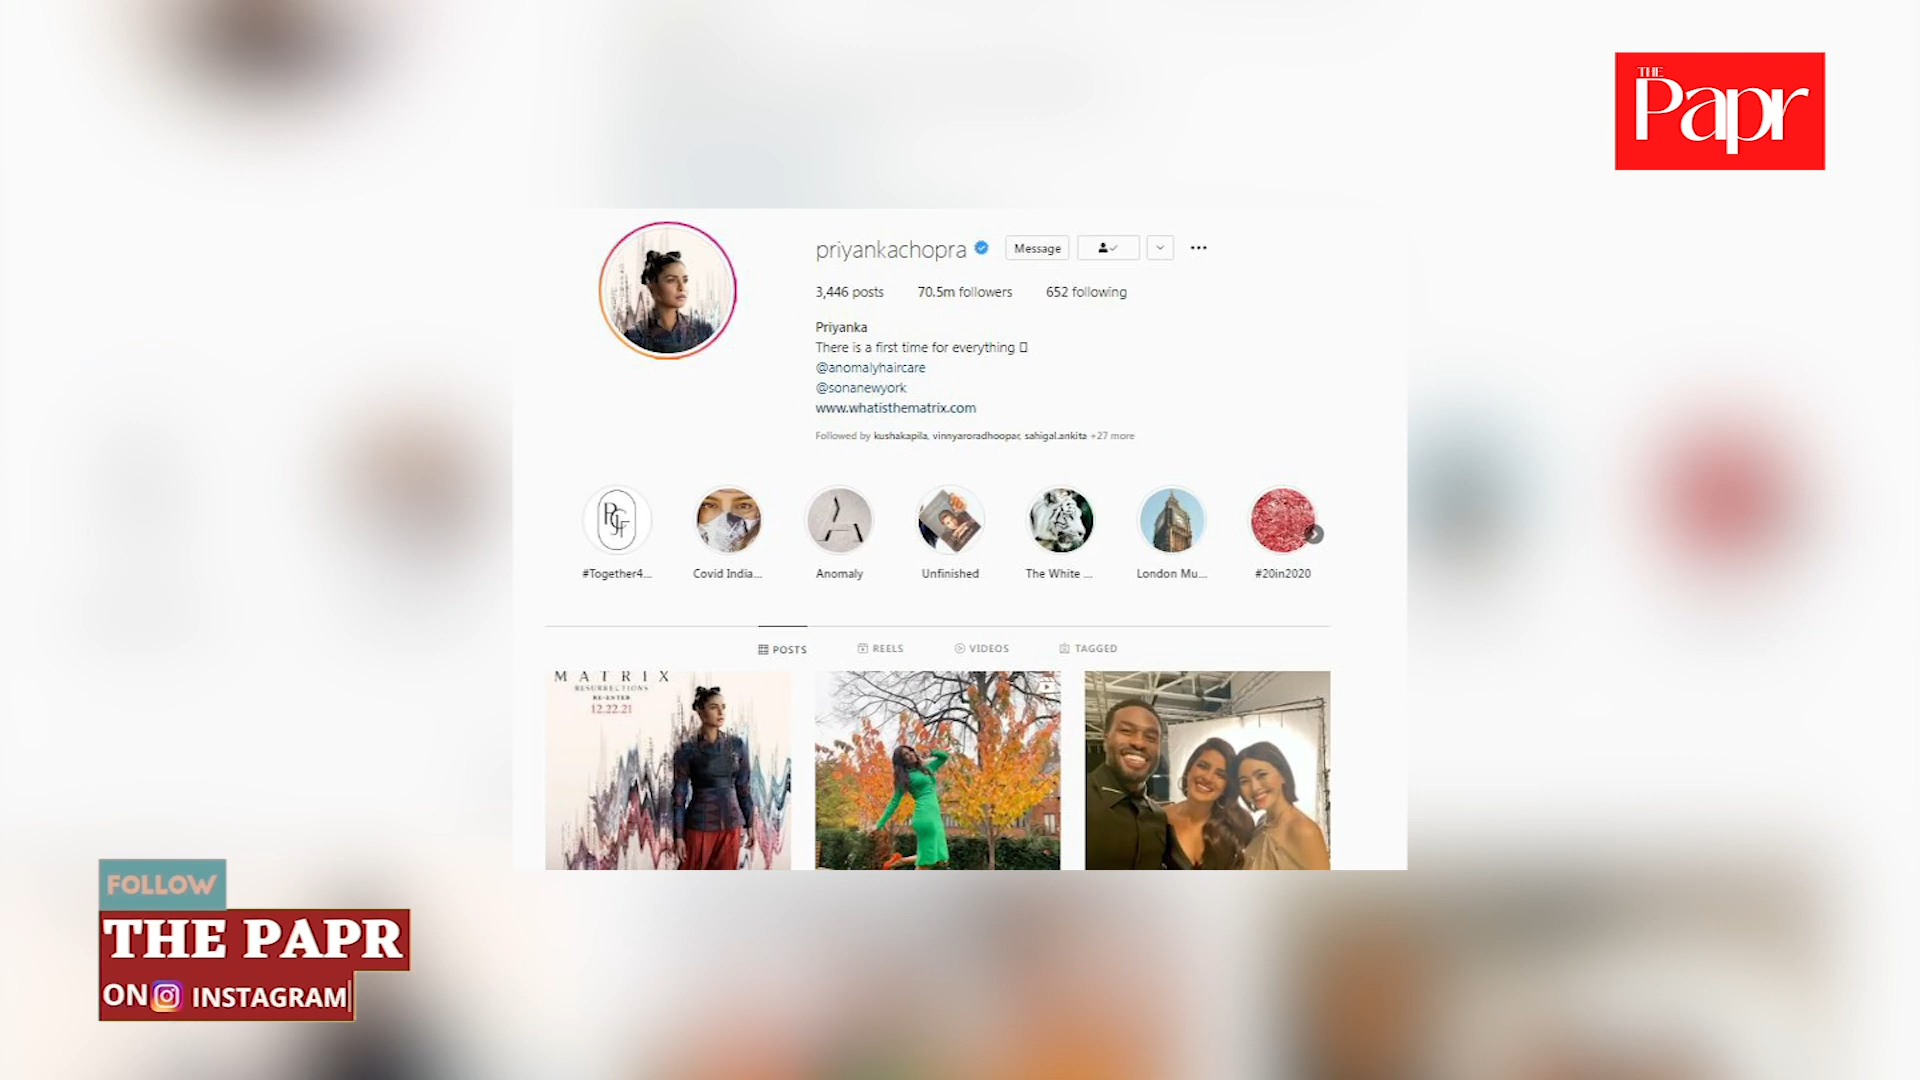 THE
Papr
priyankachopra
Message
3,446 posts 70.5m followers 652 following
Priyanka
There is a first time for everything
@anomalyhaircare
@sonanewyork
www.whatisthematrix.com
Followed by kushakapila, vinnyaroradhoopar, sahigal.ankita +27 more
#Together4... Covid India... Anomaly Unfinished The White ... London Mu... #20in2020
POSTS REELS VIDEOS TAGGED
MATRIX
RESURRECTIONS
RE-ENTER
12.22.21
FOLLOW
THE PAPR
ON INSTAGRAM